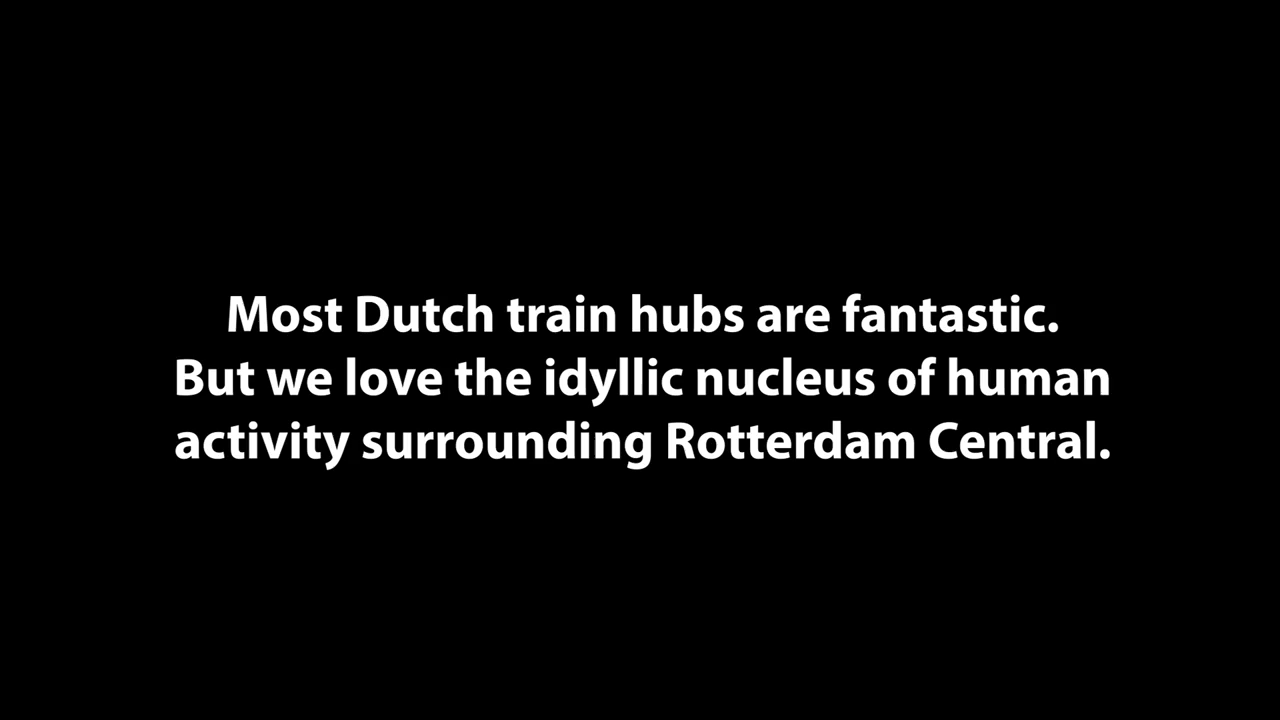 Most Dutch train hubs are fantastic.
But we love the idyllic nucleus of human
activity surrounding Rotterdam Central.